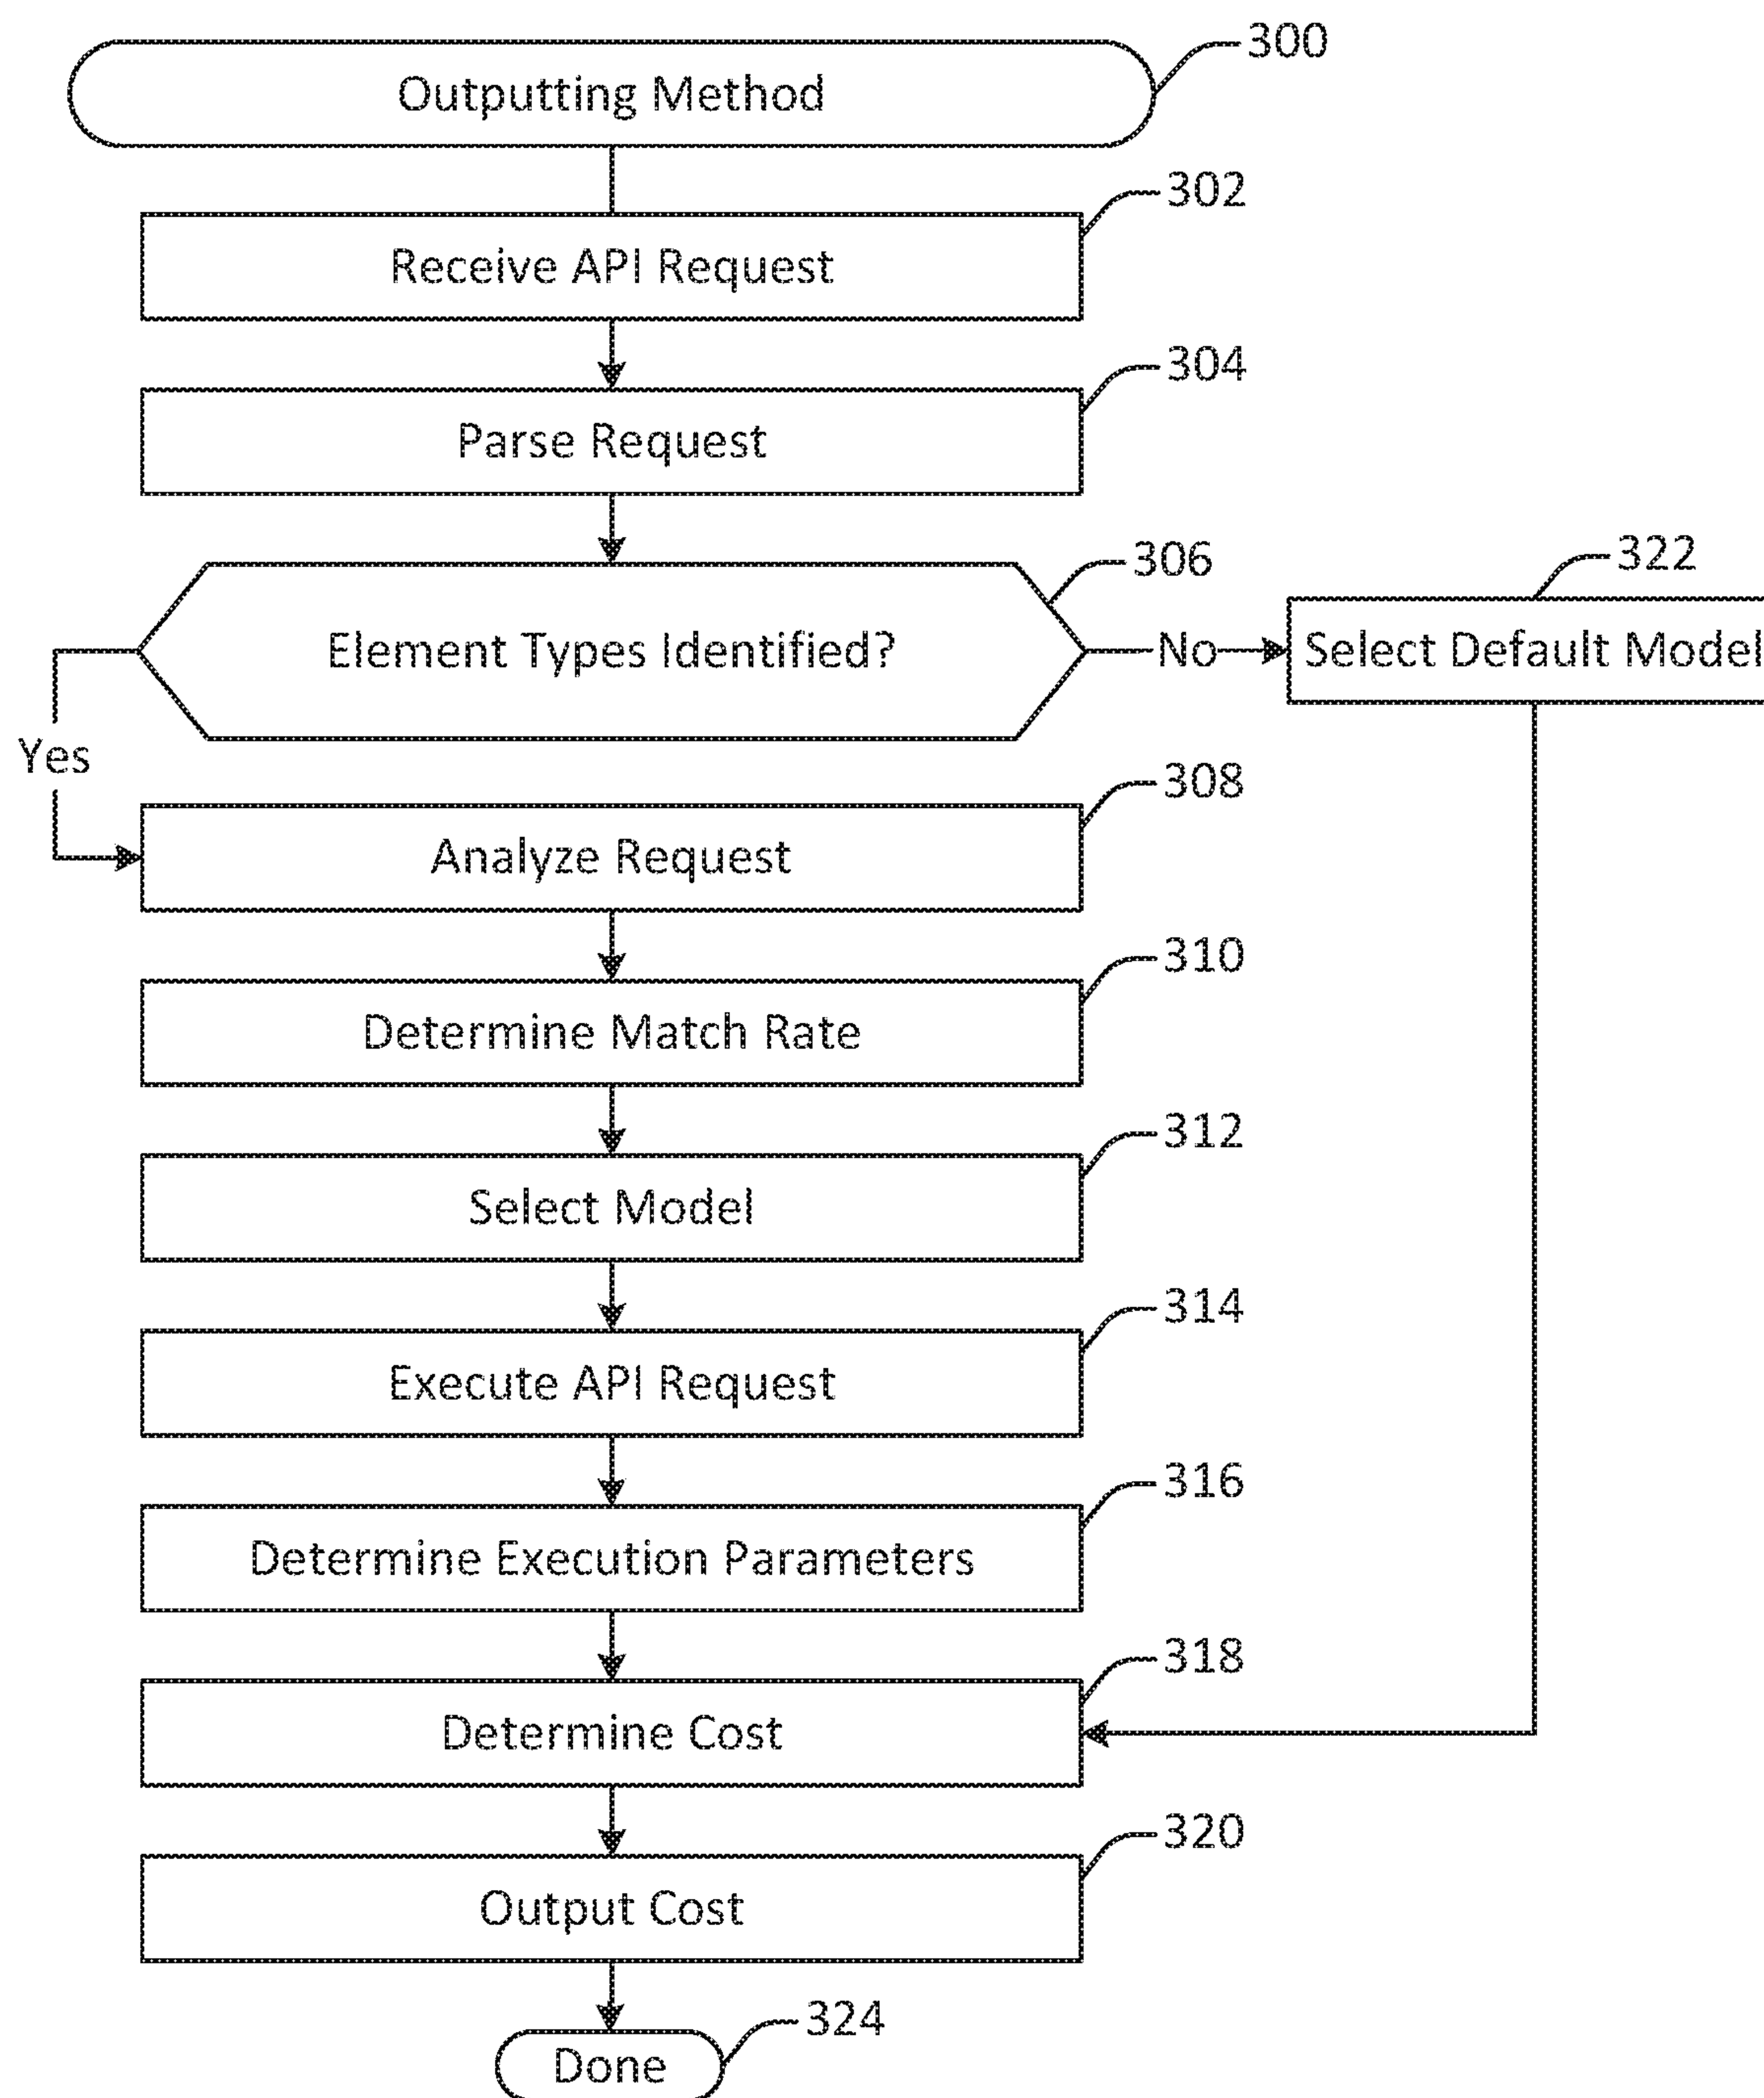 300
Outputting Method
302
Receive API Request
304
Parse Request
306
322
Element Types Identified?
No
Select Default Model
Yes
308
Analyze Request
310
Determine Match Rate
312
Select Model
314
Execute API Request
316
Determine Execution Parameters
318
Determine Cost
320
Output Cost
324
Done